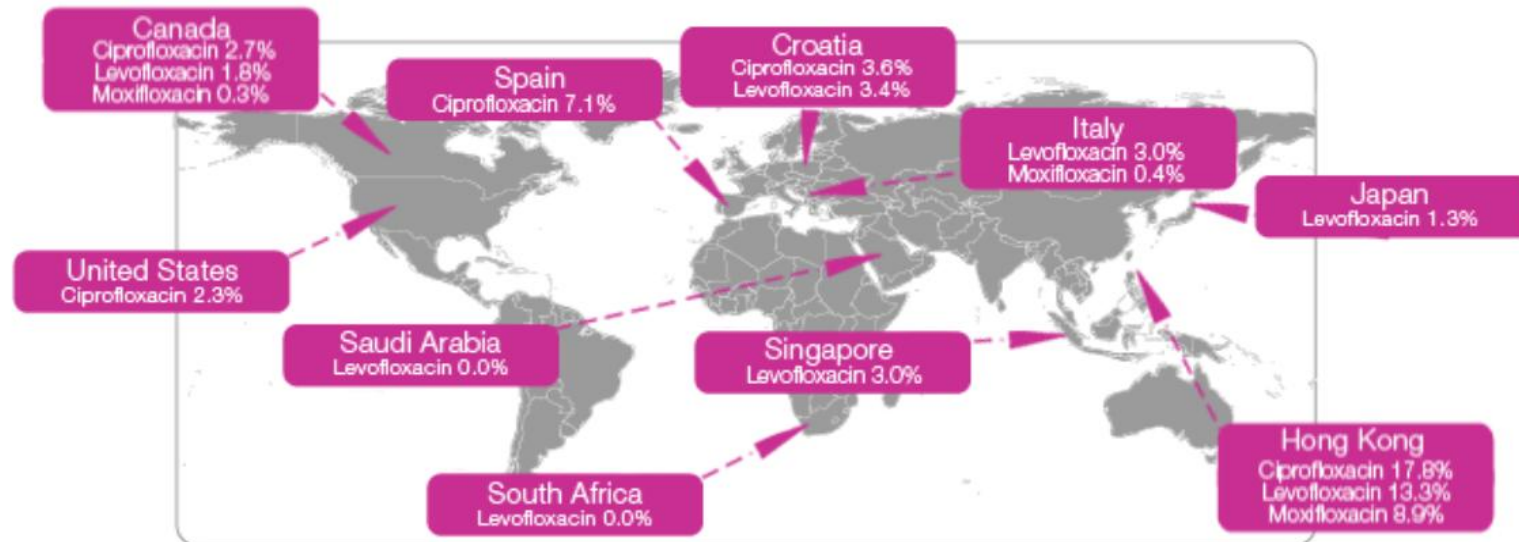 Canada
Ciprofloxacin 2.7%
Levofloxacin 1.8%
Moxifloxacin 0.3%
Spain
Ciprofloxacin 7.1%
Croatia
Ciprofloxacin 3.6%
Levofloxacin 3.4%
Italy
Levofloxacin 3.0%
Moxifloxacin 0.4%
Japan
Levofloxacin 1.3%
United States
Ciprofloxacin 2.3%
Saudi Arabia
Levofloxacin 0.0%
Singapore
Levofloxacin 3.0%
South Africa
Levofloxacin 0.0%
Hong Kong
Ciprofloxacin 17.8%
Levofloxacin 13.3%
Moxifloxacin 8.9%